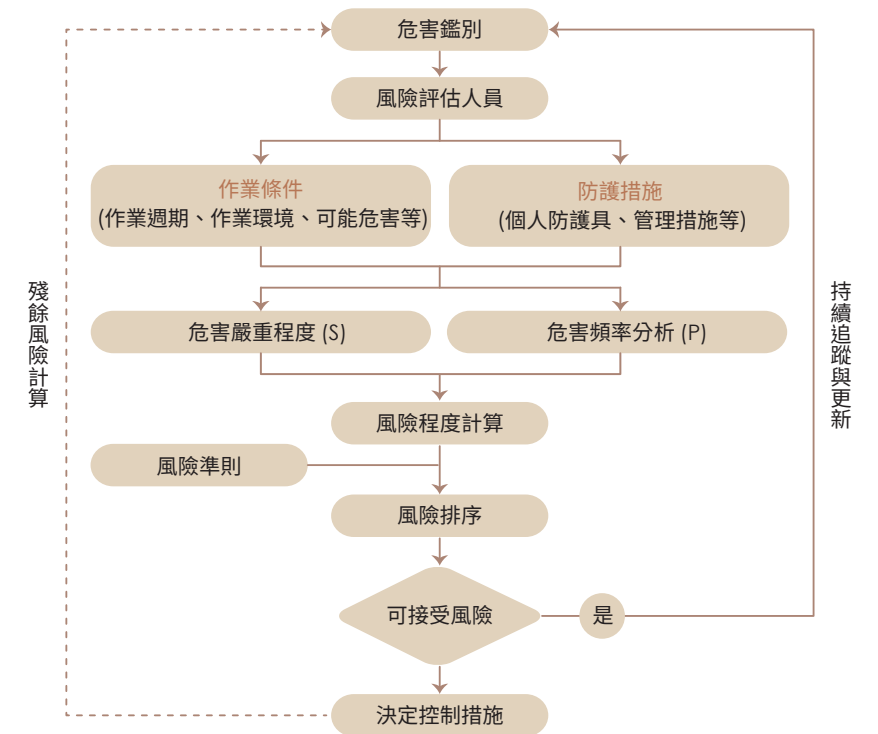 危害鑑別
風險評估人員
作業條件
(作業週期、作業環境、可能危害等)
防護措施
(個人防護具、管理措施等)
殘餘風險計算
持續追蹤與更新
危害嚴重程度 (S)
危害頻率分析 (P)
風險程度計算
風險準則
風險排序
可接受風險
是
決定控制措施